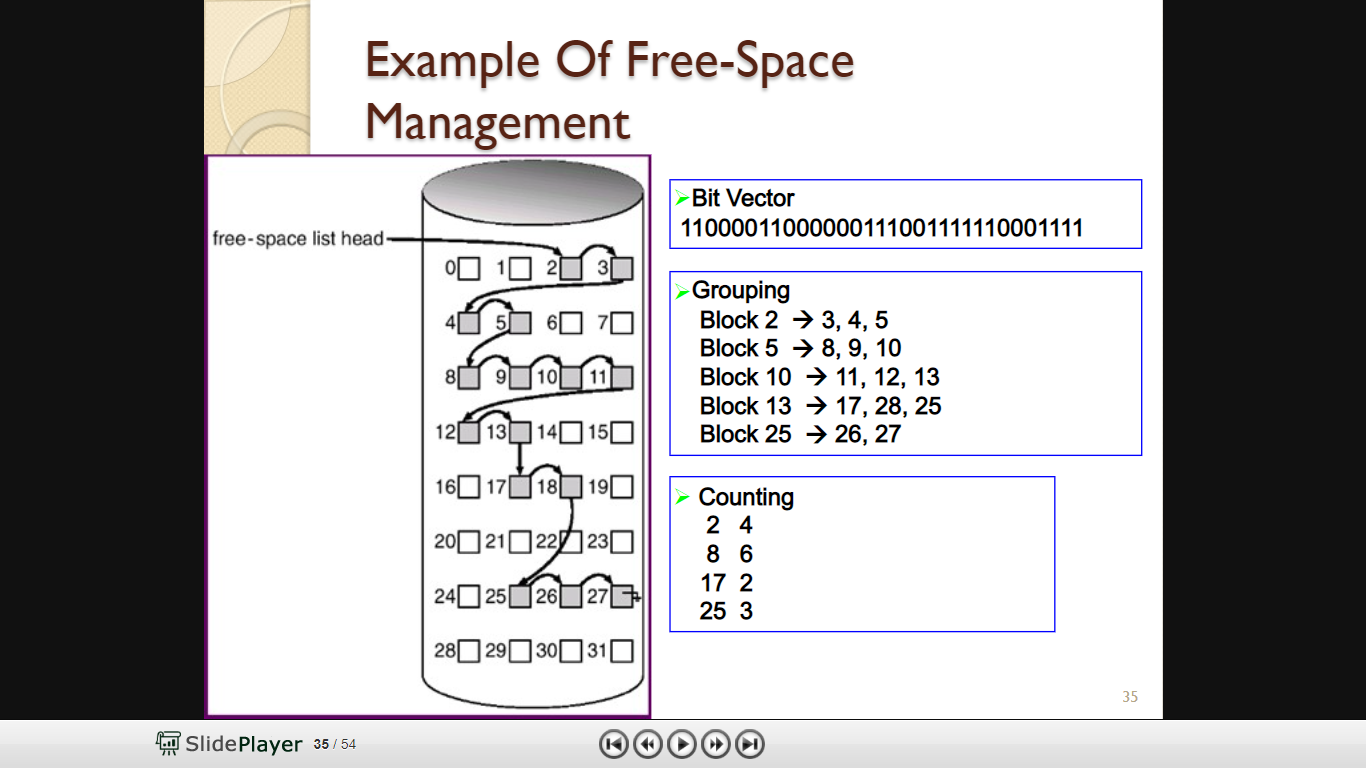 Example Of Free-Space
Management
free-space list head
0 1 2 3
4 5 6 7
8 9 10 11
12 13 14 15
16 17 18 19
20 21 22 23
24 25 26 27
28 29 30 31
Bit Vector
11000011000000111001111110001111
Grouping
Block 2 → 3, 4, 5
Block 5 → 8, 9, 10
Block 10 → 11, 12, 13
Block 13 → 17, 28, 25
Block 25 → 26, 27
Counting
2 4
8 6
17 2
25 3
35
SlidePlayer 35 / 54